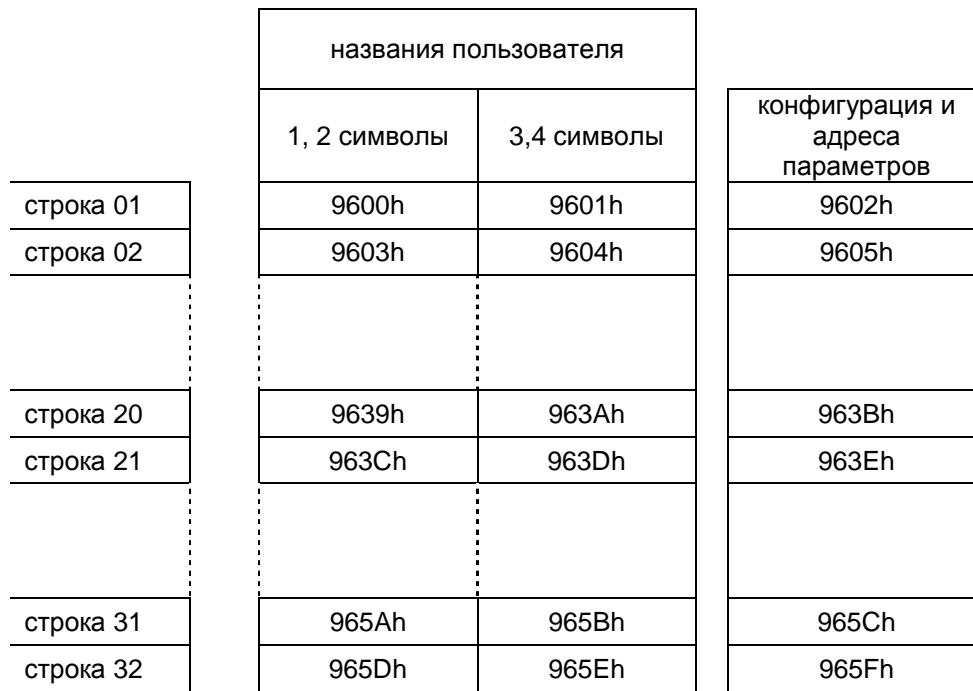 названия пользователя
1, 2 символы 3,4 символы конфигурация и
адреса
параметров
строка 01 9600h 9601h 9602h
строка 02 9603h 9604h 9605h
строка 20 9639h 963Ah 963Bh
строка 21 963Ch 963Dh 963Eh
строка 31 965Ah 965Bh 965Ch
строка 32 965Dh 965Eh 965Fh